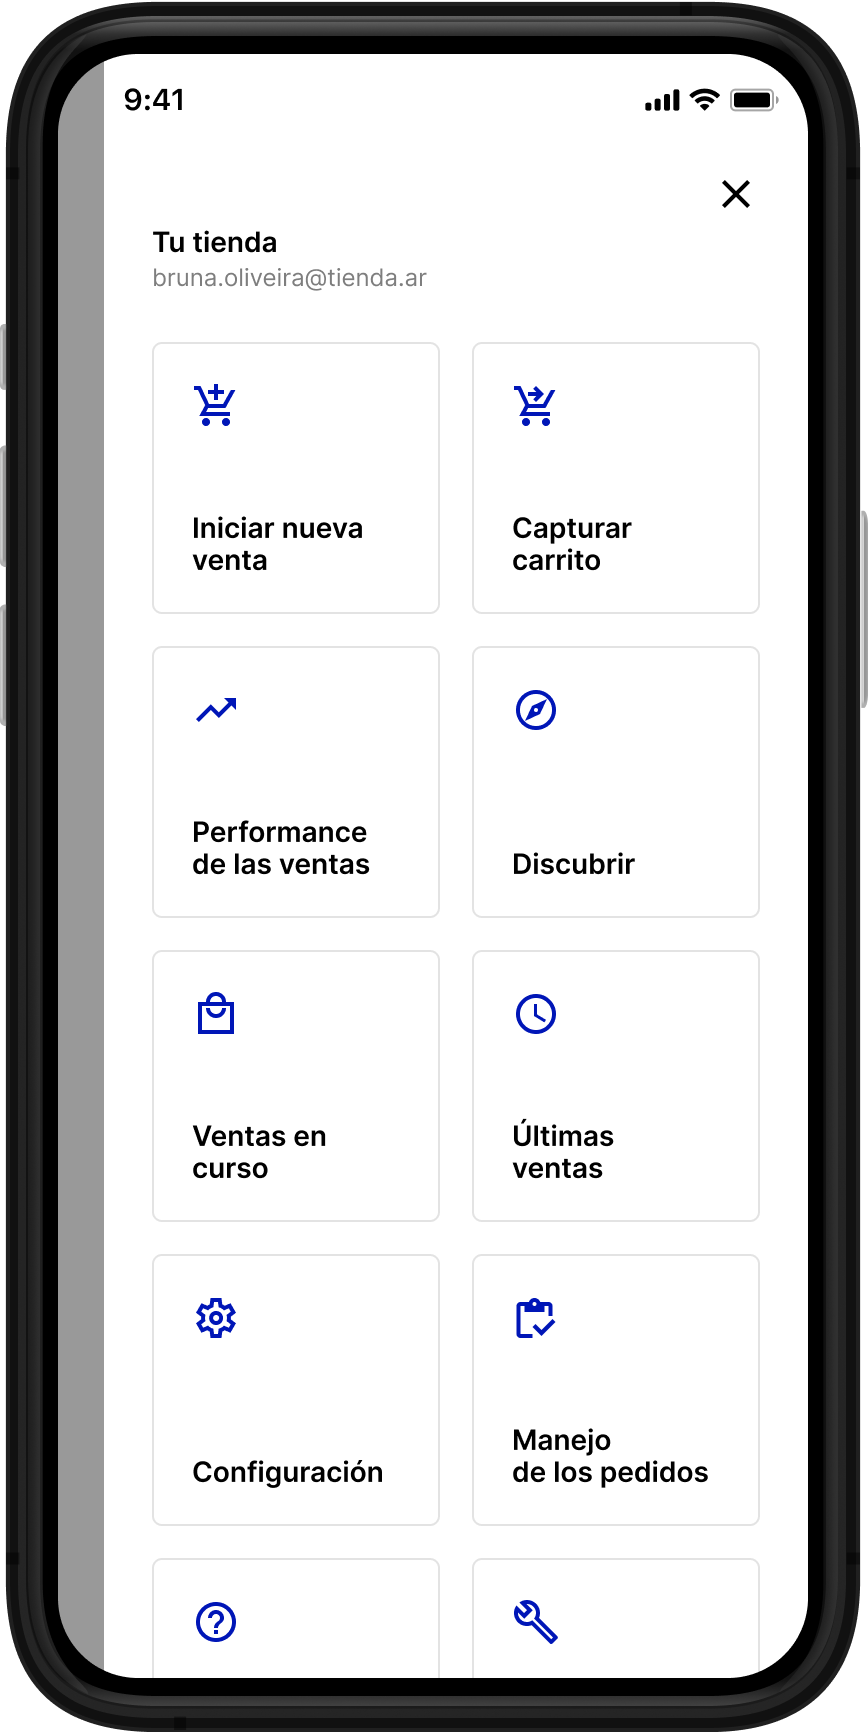 9:41
Tu tienda
bruna.oliveira@tienda.ar
Iniciar nueva
venta
Capturar
carrito
Performance
de las ventas
Discubrir
Ventas en
curso
Últimas
ventas
Configuración
Manejo
de los pedidos